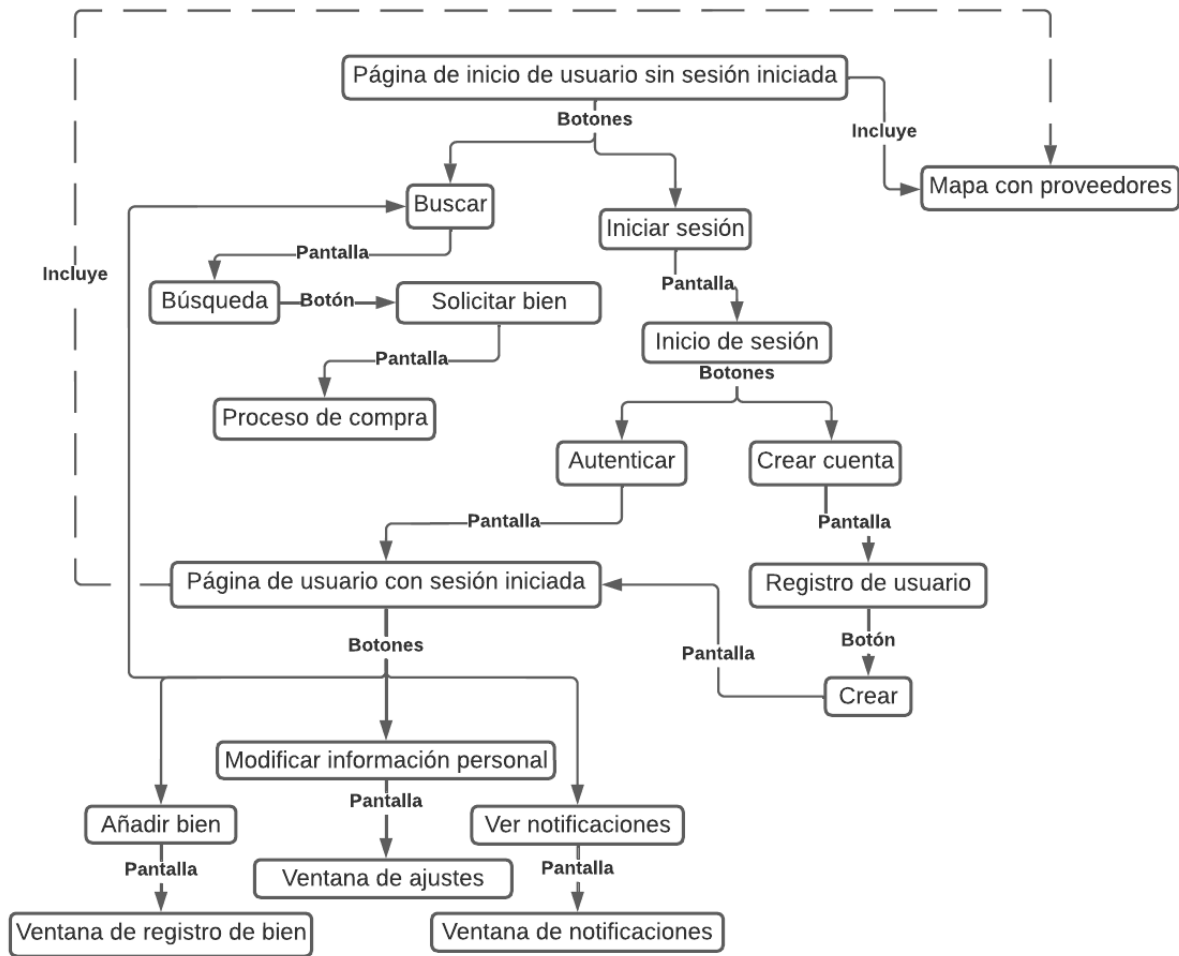 Página de inicio de usuario sin sesión iniciada
Botones
Incluye
Mapa con proveedores
Buscar
Iniciar sesión
Pantalla
Incluye
Pantalla
Búsqueda
Botón
Solicitar bien
Inicio de sesión
Pantalla
Botones
Proceso de compra
Autenticar
Crear cuenta
Pantalla
Pantalla
Página de usuario con sesión iniciada
Registro de usuario
Botones
Botón
Pantalla
Crear
Modificar información personal
Pantalla
Añadir bien
Ver notificaciones
Pantalla
Pantalla
Ventana de ajustes
Ventana de registro de bien
Ventana de notificaciones